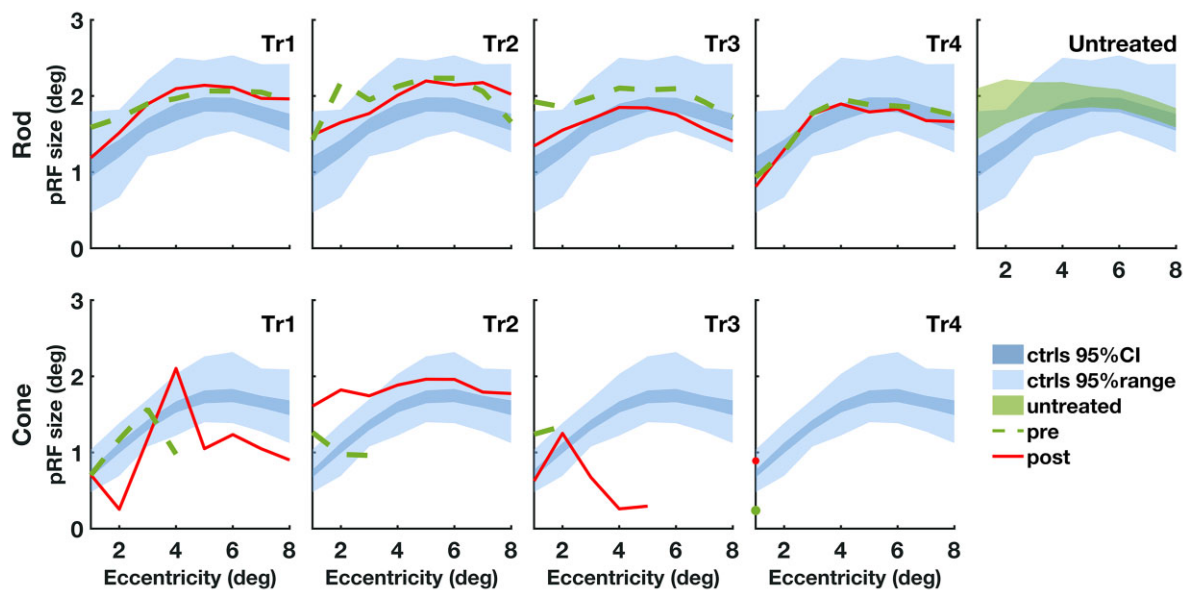 Rod
pRF size (deg)
3
2
1
0
Tr1
Tr2
Tr3
Tr4
Untreated
2 4 6 8
Cone
pRF size (deg)
3
2
1
0
Tr1
Tr2
Tr3
Tr4
2 4 6 8
2 4 6 8
2 4 6 8
2 4 6 8
Eccentricity (deg)
Eccentricity (deg)
Eccentricity (deg)
Eccentricity (deg)
ctrls 95%CI
ctrls 95%range
untreated
pre
post